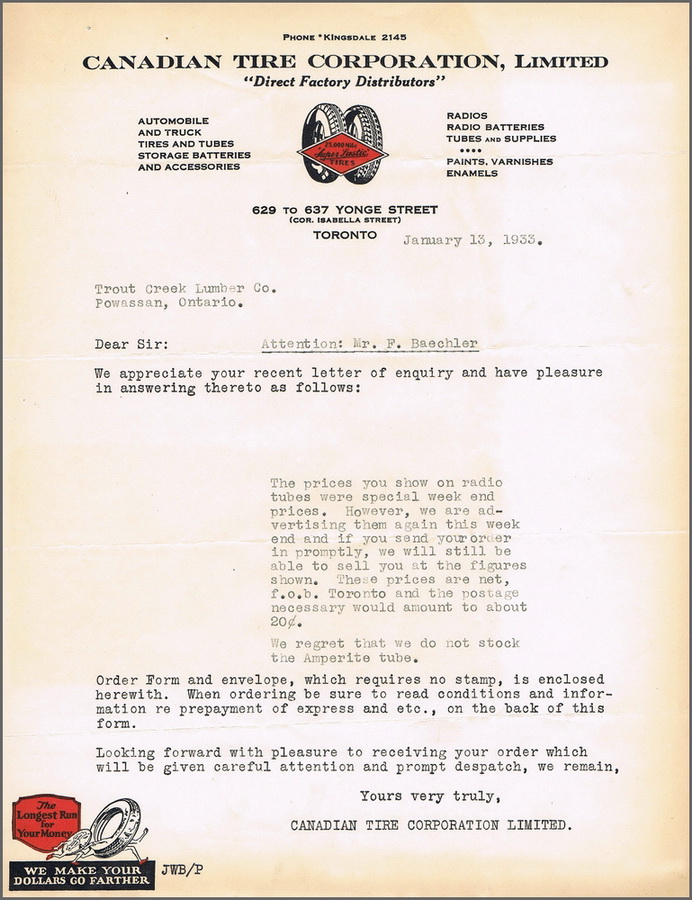 PHONE * KINGSDALE 2145
CANADIAN TIRE CORPORATION, LIMITED
"Direct Factory Distributors"
AUTOMOBILE
AND TRUCK
TIRES AND TUBES
STORAGE BATTERIES
AND ACCESSORIES
25,000 Mile
Super-Lastic
TIRES
RADIOS
RADIO BATTERIES
TUBES AND SUPPLIES
••••
PAINTS, VARNISHES
ENAMELS
629 TO 637 YONGE STREET
(COR. ISABELLA STREET)
TORONTO
January 13, 1933.
Trout Creek Lumber Co.
Powassan, Ontario.
Dear Sir: Attention: Mr. F. Baechler
We appreciate your recent letter of enquiry and have pleasure
in answering thereto as follows:
The prices you show on radio
tubes were special week end
prices. However, we are ad-
vertising them again this week
end and if you send your order
in promptly, we will still be
able to sell you at the figures
shown. These prices are net,
f.o.b. Toronto and the postage
necessary would amount to about
20¢.
We regret that we do not stock
the Amperite tube.
Order Form and envelope, which requires no stamp, is enclosed
herewith. When ordering be sure to read conditions and infor-
mation re prepayment of express and etc., on the back of this
form.
Looking forward with pleasure to receiving your order which
will be given careful attention and prompt despatch, we remain,
Yours very truly,
CANADIAN TIRE CORPORATION LIMITED.
The
Longest Run
for
Your Money
WE MAKE YOUR
DOLLARS GO FARTHER
JWB/P